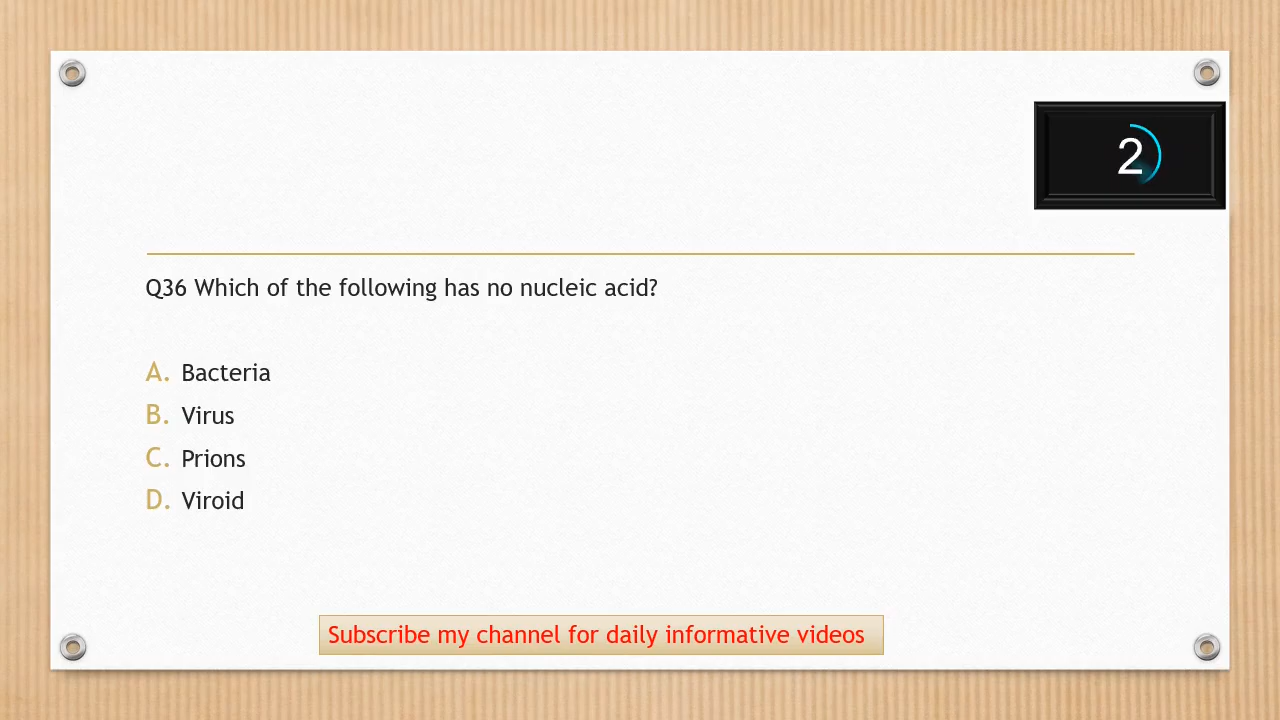 2
Q36 Which of the following has no nucleic acid?
A. Bacteria
B. Virus
C. Prions
D. Viroid
Subscribe my channel for daily informative videos